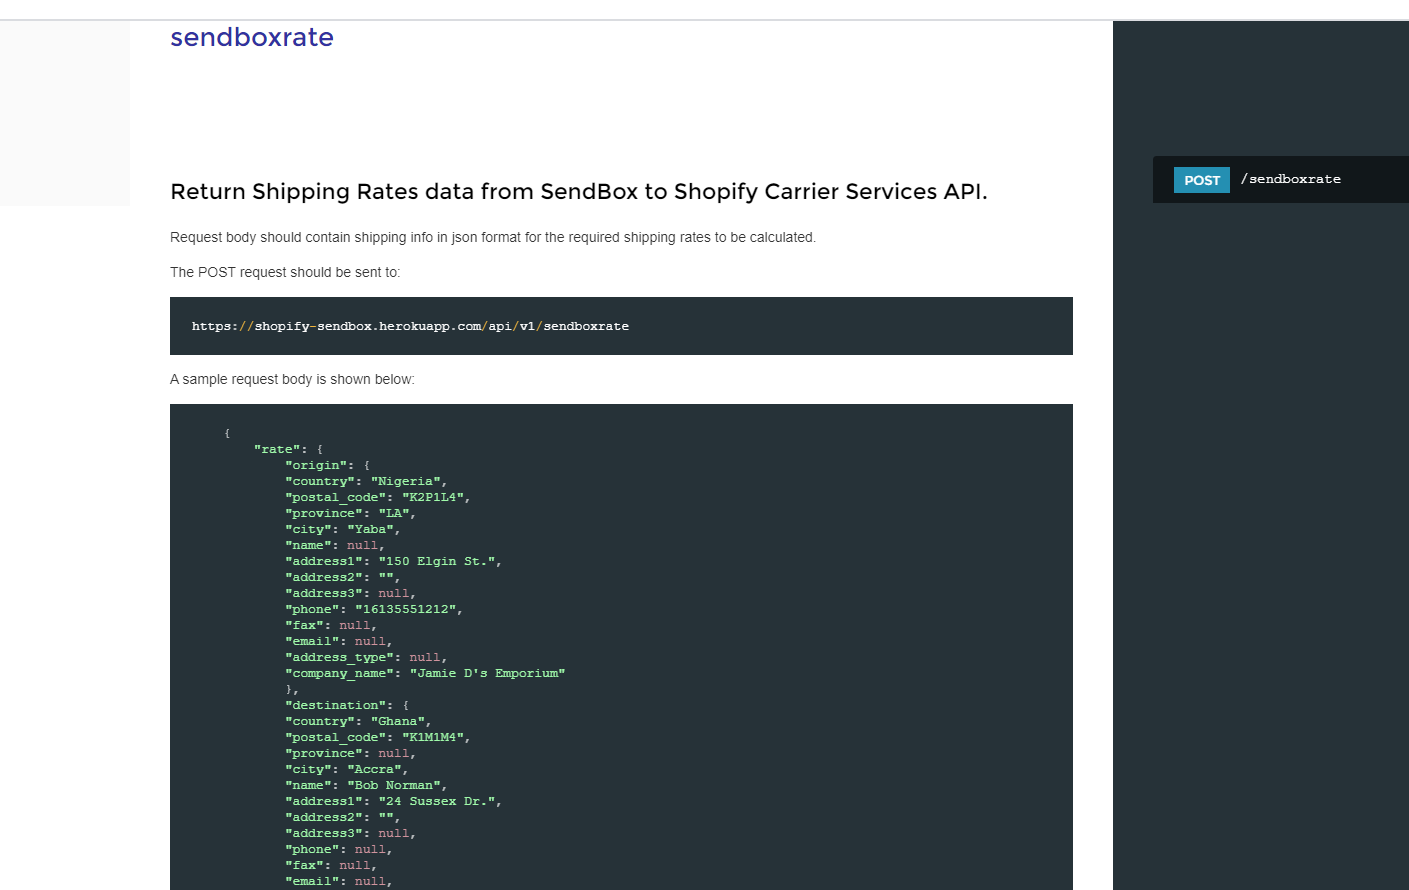 sendboxrate
POST /sendboxrate
Return Shipping Rates data from SendBox to Shopify Carrier Services API.
Request body should contain shipping info in json format for the required shipping rates to be calculated.
The POST request should be sent to:
https://shopify-sendbox.herokuapp.com/api/v1/sendboxrate
A sample request body is shown below:
{
"rate": {
"origin": {
"country": "Nigeria",
"postal_code": "K2P1L4",
"province": "LA",
"city": "Yaba",
"name": null,
"address1": "150 Elgin St.",
"address2": "",
"address3": null,
"phone": "16135551212",
"fax": null,
"email": null,
"address_type": null,
"company_name": "Jamie D's Emporium"
},
"destination": {
"country": "Ghana",
"postal_code": "K1M1M4",
"province": null,
"city": "Accra",
"name": "Bob Norman",
"address1": "24 Sussex Dr.",
"address2": "",
"address3": null,
"phone": null,
"fax": null,
"email": null,